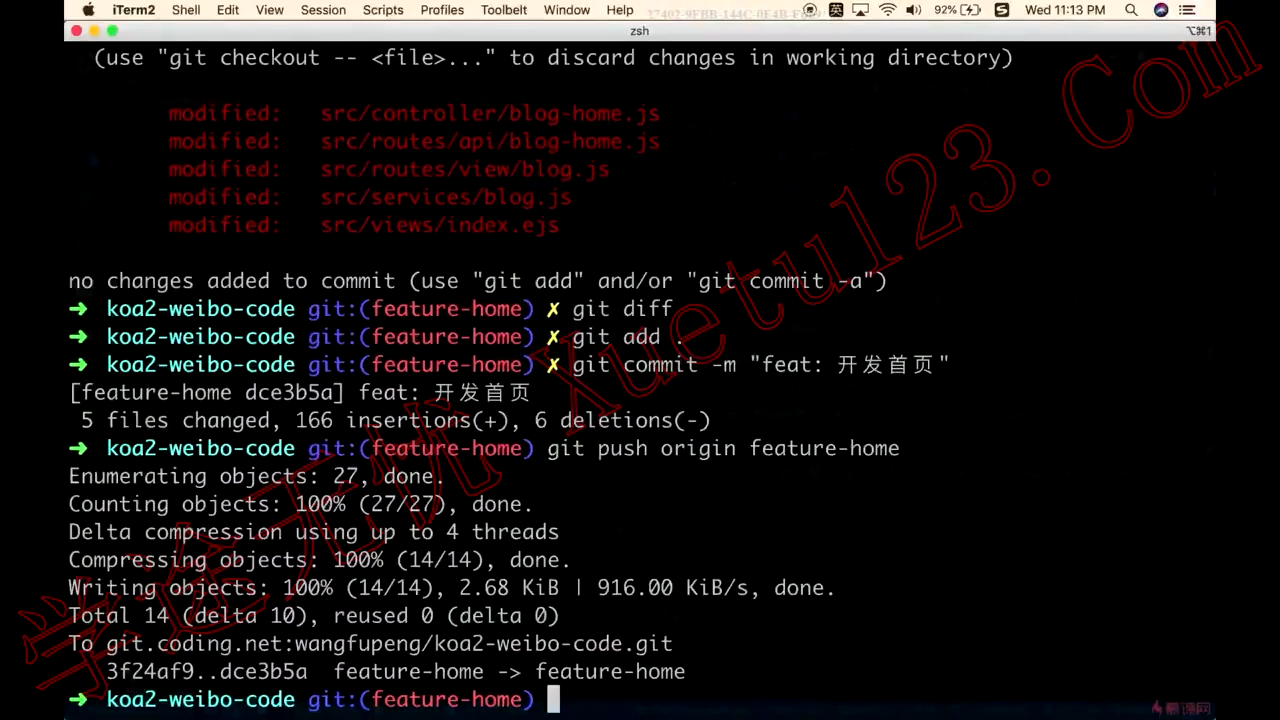 iTerm2 Shell Edit View Session Scripts Profiles Toolbelt Window Help 英 92% S Wed 11:13 PM
zsh ⌥⌘1
(use "git checkout -- <file>..." to discard changes in working directory)
modified: src/controller/blog-home.js
modified: src/routes/api/blog-home.js
modified: src/routes/view/blog.js
modified: src/services/blog.js
modified: src/views/index.ejs
no changes added to commit (use "git add" and/or "git commit -a")
➜ koa2-weibo-code git:(feature-home) ✗ git diff
➜ koa2-weibo-code git:(feature-home) ✗ git add .
➜ koa2-weibo-code git:(feature-home) ✗ git commit -m "feat: 开发首页"
[feature-home dce3b5a] feat: 开发首页
5 files changed, 166 insertions(+), 6 deletions(-)
➜ koa2-weibo-code git:(feature-home) git push origin feature-home
Enumerating objects: 27, done.
Counting objects: 100% (27/27), done.
Delta compression using up to 4 threads
Compressing objects: 100% (14/14), done.
Writing objects: 100% (14/14), 2.68 KiB | 916.00 KiB/s, done.
Total 14 (delta 10), reused 0 (delta 0)
To git.coding.net:wangfupeng/koa2-weibo-code.git
3f24af9..dce3b5a feature-home -> feature-home
➜ koa2-weibo-code git:(feature-home)
学途无忧 Xuetu123.Com
慕课网